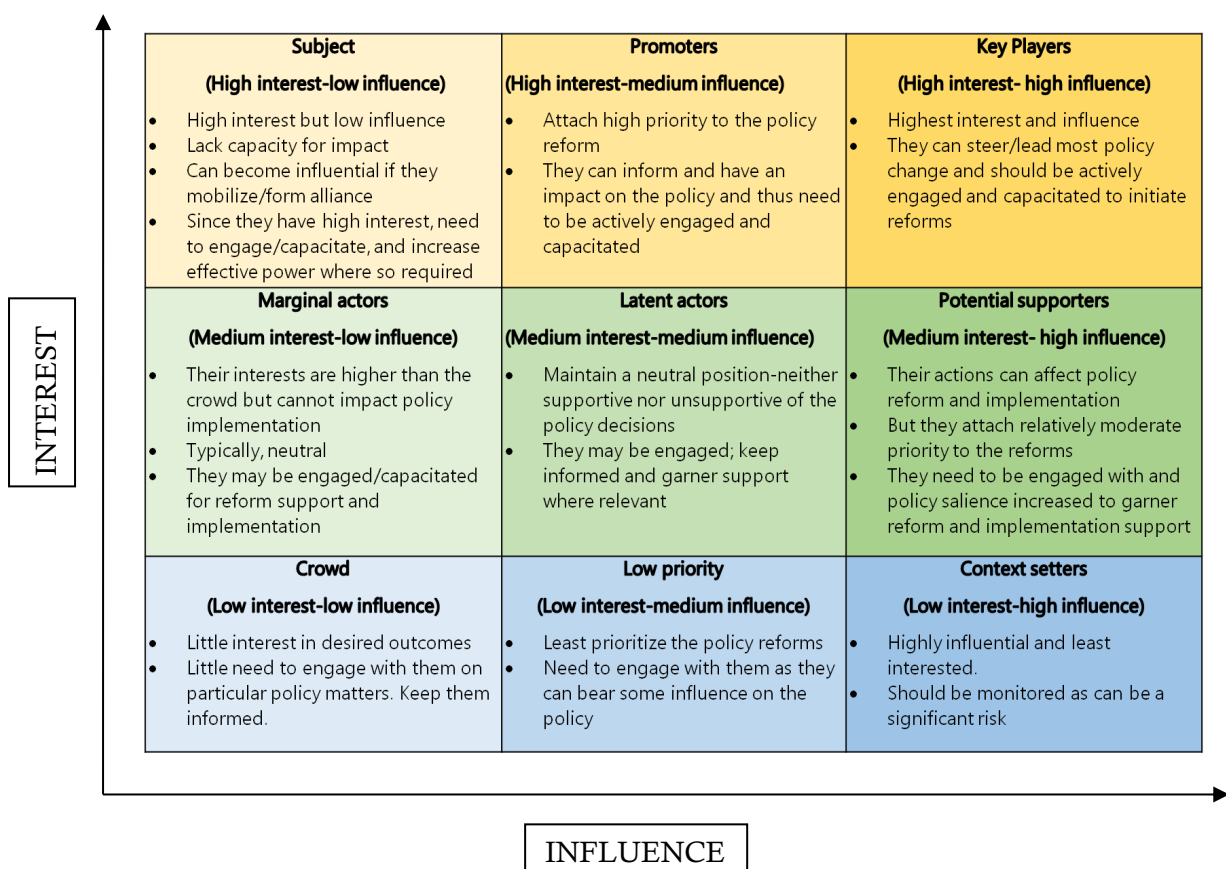 INTEREST
Subject
(High interest-low influence)
• High interest but low influence
• Lack capacity for impact
• Can become influential if they
mobilize/form alliance
• Since they have high interest, need
to engage/capacitate, and increase
effective power where so required
Promoters
(High interest-medium influence)
• Attach high priority to the policy
reform
• They can inform and have an
impact on the policy and thus need
to be actively engaged and
capacitated
Key Players
(High interest- high influence)
• Highest interest and influence
• They can steer/lead most policy
change and should be actively
engaged and capacitated to initiate
reforms
Marginal actors
(Medium interest-low influence)
• Their interests are higher than the
crowd but cannot impact policy
implementation
• Typically, neutral
• They may be engaged/capacitated
for reform support and
implementation
Latent actors
(Medium interest-medium influence)
• Maintain a neutral position-neither
supportive nor unsupportive of the
policy decisions
• They may be engaged; keep
informed and garner support
where relevant
Potential supporters
(Medium interest- high influence)
• Their actions can affect policy
reform and implementation
• But they attach relatively moderate
priority to the reforms
• They need to be engaged with and
policy salience increased to garner
reform and implementation support
Crowd
(Low interest-low influence)
• Little interest in desired outcomes
• Little need to engage with them on
particular policy matters. Keep them
informed.
Low priority
(Low interest-medium influence)
• Least prioritize the policy reforms
• Need to engage with them as they
can bear some influence on the
policy
Context setters
(Low interest-high influence)
• Highly influential and least
interested.
• Should be monitored as can be a
significant risk
INFLUENCE